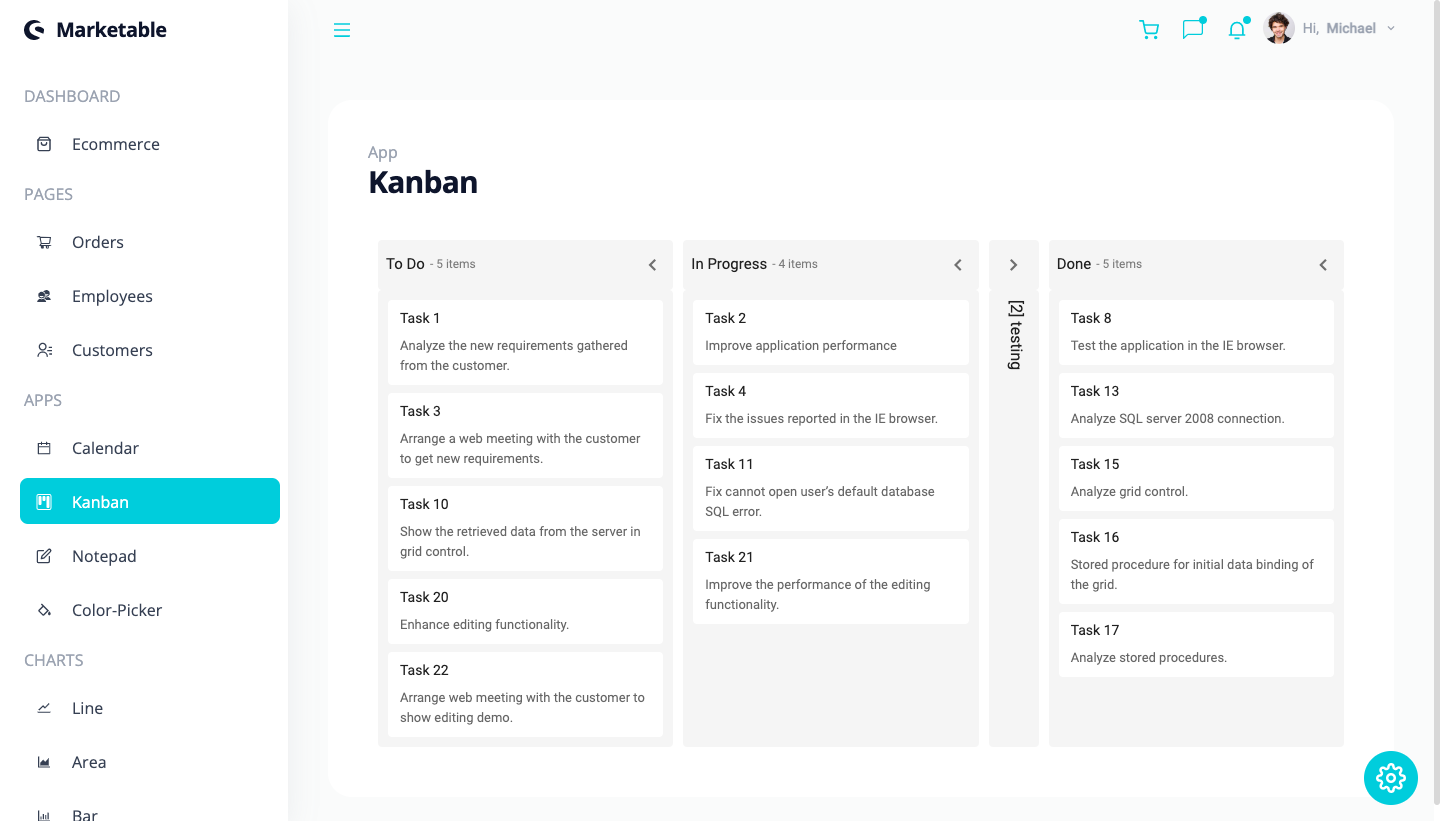 Marketable
DASHBOARD
Ecommerce
PAGES
Orders
Employees
Customers
APPS
Calendar
Kanban
Notepad
Color-Picker
CHARTS
Line
Area
Bar
Hi, Michael
App
Kanban
To Do - 5 items
Task 1
Analyze the new requirements gathered
from the customer.
Task 3
Arrange a web meeting with the customer
to get new requirements.
Task 10
Show the retrieved data from the server in
grid control.
Task 20
Enhance editing functionality.
Task 22
Arrange web meeting with the customer to
show editing demo.
In Progress - 4 items
Task 2
Improve application performance
Task 4
Fix the issues reported in the IE browser.
Task 11
Fix cannot open user’s default database
SQL error.
Task 21
Improve the performance of the editing
functionality.
[2] testing
Done - 5 items
Task 8
Test the application in the IE browser.
Task 13
Analyze SQL server 2008 connection.
Task 15
Analyze grid control.
Task 16
Stored procedure for initial data binding of
the grid.
Task 17
Analyze stored procedures.